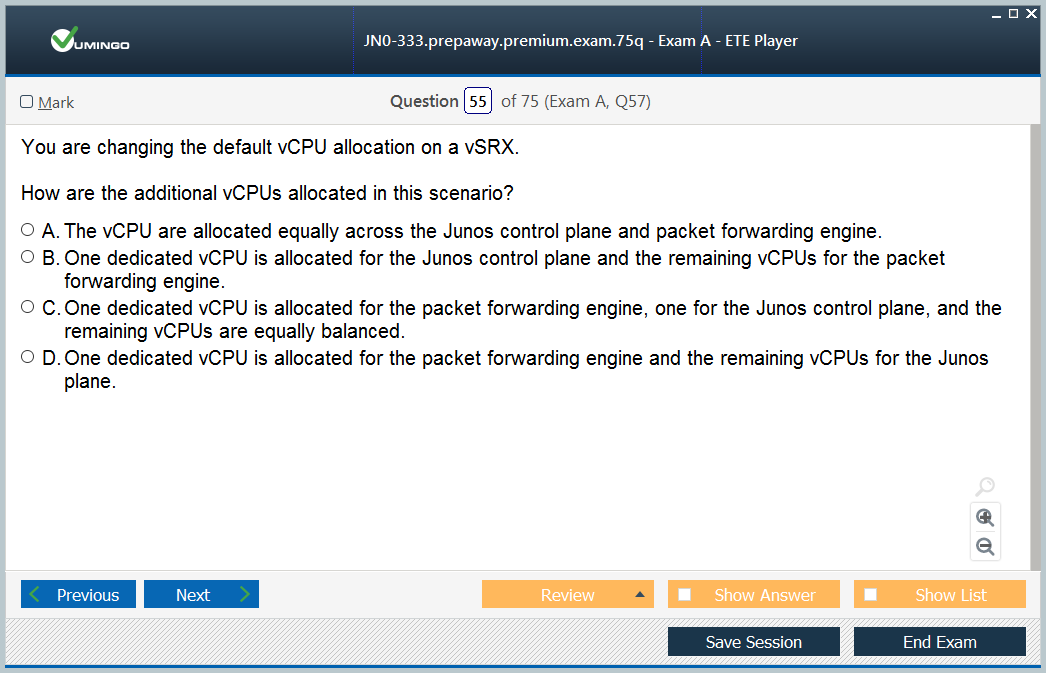 VUMINGO
JN0-333.prepaway.premium.exam.75q - Exam A - ETE Player
Mark
Question 55 of 75 (Exam A, Q57)
You are changing the default vCPU allocation on a vSRX.
How are the additional vCPUs allocated in this scenario?
A. The vCPU are allocated equally across the Junos control plane and packet forwarding engine.
B. One dedicated vCPU is allocated for the Junos control plane and the remaining vCPUs for the packet
forwarding engine.
C. One dedicated vCPU is allocated for the packet forwarding engine, one for the Junos control plane, and the
remaining vCPUs are equally balanced.
D. One dedicated vCPU is allocated for the packet forwarding engine and the remaining vCPUs for the Junos
plane.
Previous
Next
Review
Show Answer
Show List
Save Session
End Exam